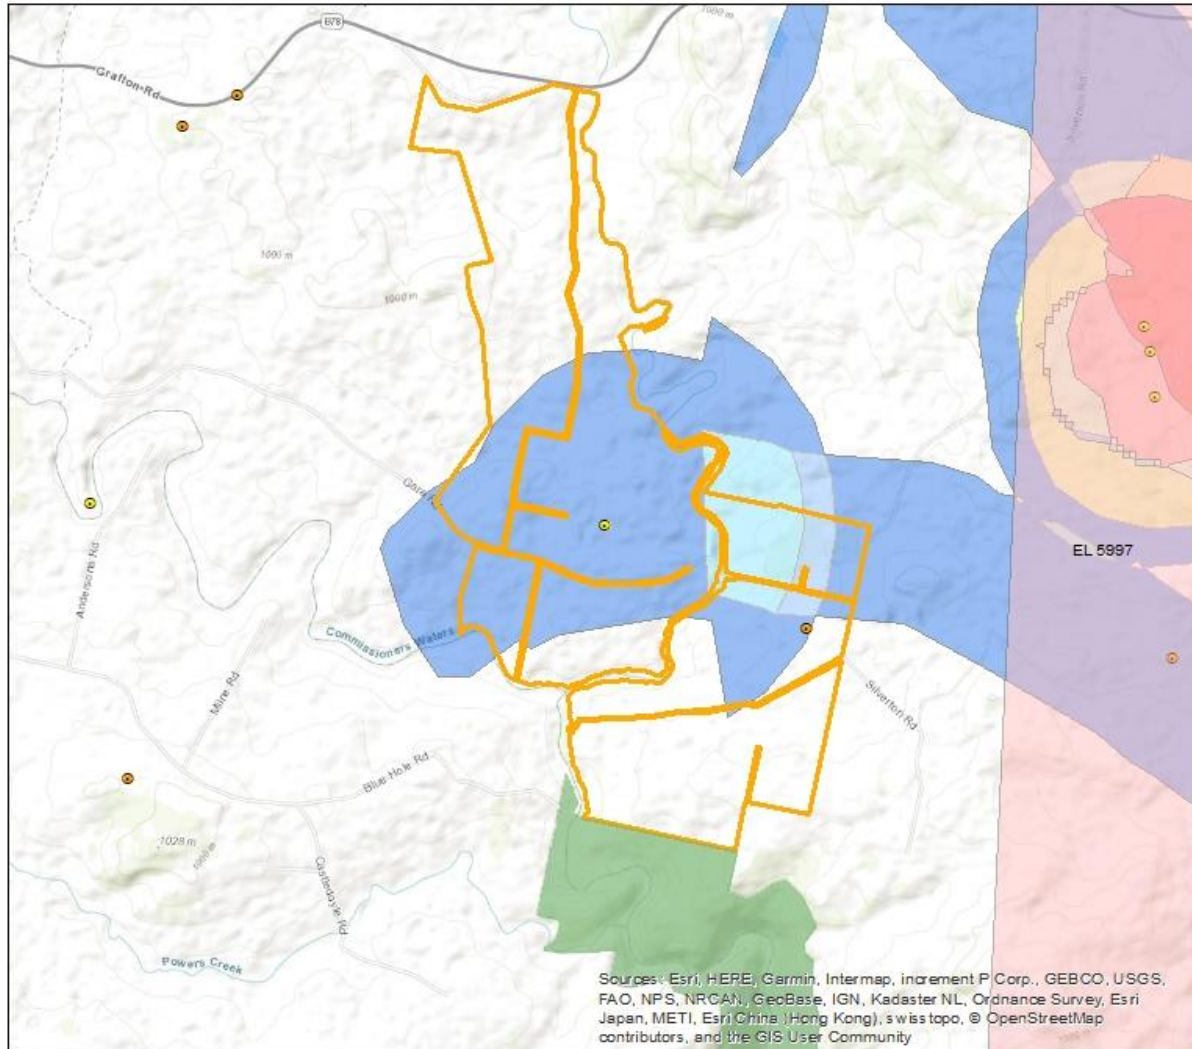 1000 m
B78
Grafton Rd
1000 m
1000 m
EL 5997
Andersons Rd
Commissioners Waters
Milne Rd
Silverton Rd
Blue Hole Rd
1028 m
1000 m
Castledoyle Rd
Powers Creek
Sources: Esri, HERE, Garmin, Intermap, increment P Corp., GEBCO, USGS,
FAO, NPS, NRCAN, GeoBase, IGN, Kadaster NL, Ordnance Survey, Esri
Japan, METI, Esri China (Hong Kong), swisstopo, © OpenStreetMap
contributors, and the GIS User Community